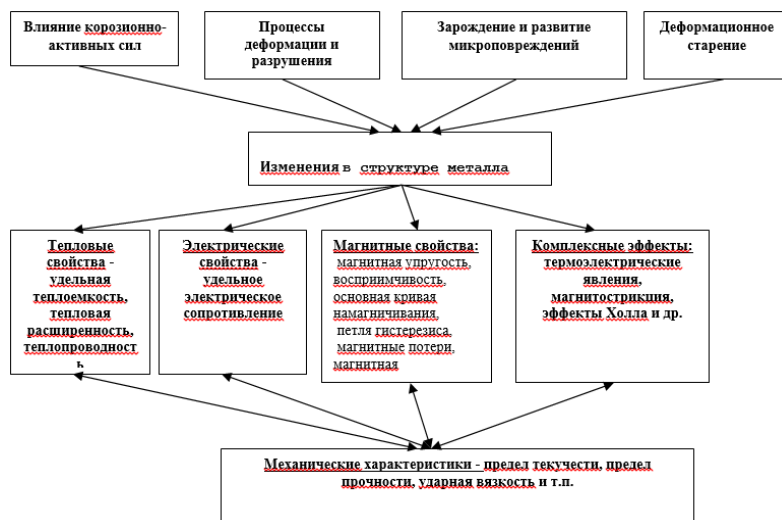 Влияние корозионно-
активных сил
Процессы
деформации и
разрушения
Зарождение и развитие
микроповреждений
Деформационное
старение
Изменения в структуре металла
Тепловые
свойства -
удельная
теплоемкость,
тепловая
расширенность,
теплопроводност
ь
Электрические
свойства -
удельное
электрическое
сопротивление
Магнитные свойства:
магнитная упругость,
восприимчивость,
основная кривая
намагничивания,
петля гистерезиса,
магнитные потери,
магнитная
Комплексные эффекты:
термоэлектрические
явления,
магнитострикция,
эффекты Холла и др.
Механические характеристики - предел текучести, предел
прочности, ударная вязкость и т.п.